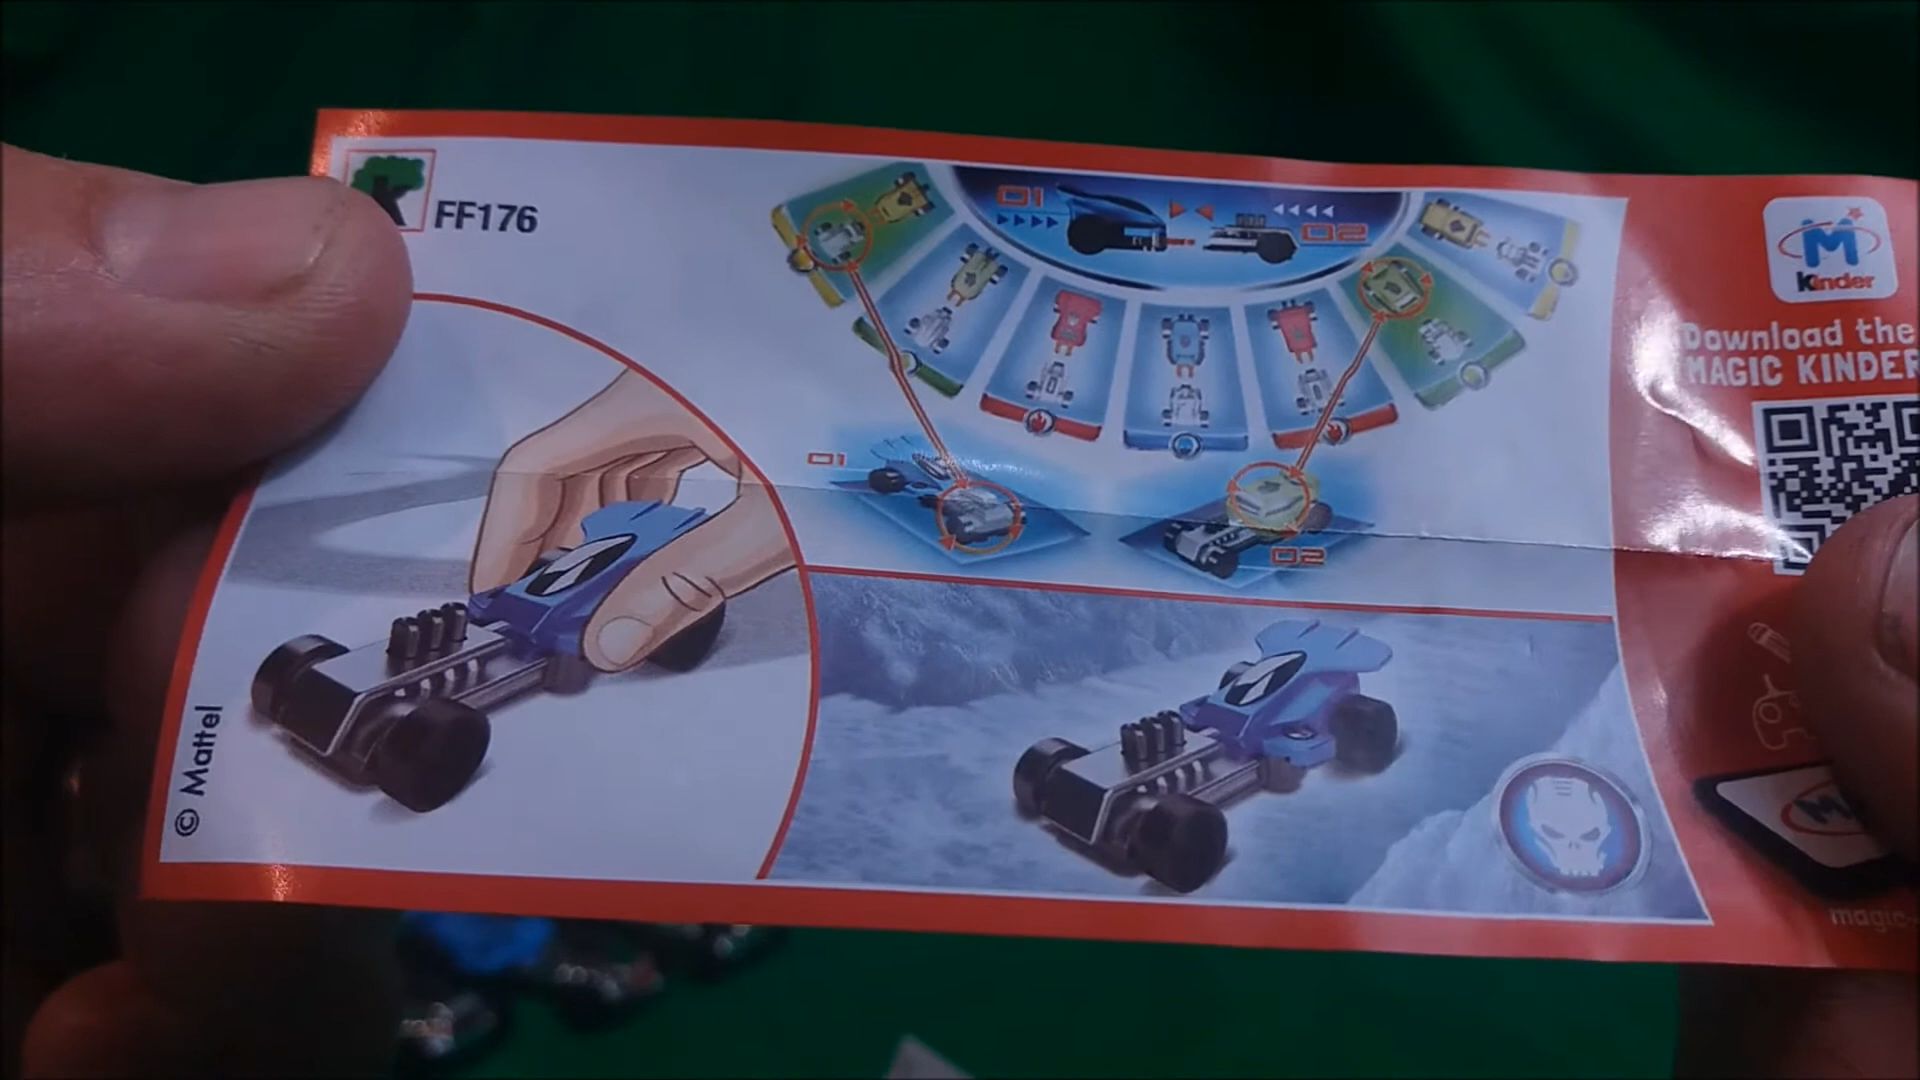 K
FF176
01
02
01
02
© Mattel
M
Kinder
Download the
MAGIC KINDER
M
magic-